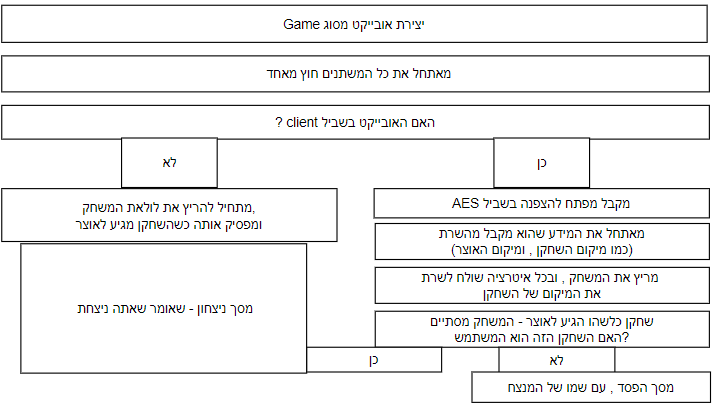 יצירת אובייקט מסוג Game
מאתחל את כל המשתנים חוץ מאחד
האם האובייקט בשביל client ?
כן
לא
מקבל מפתח להצפנה בשביל AES
מאתחל את המידע שהוא מקבל מהשרת
(כמו מיקום השחקן , ומיקום האוצר)
מריץ את המשחק , ובכל איטרציה שולח לשרת
את המיקום של השחקן
שחקן כלשהו הגיע לאוצר - המשחק מסתיים
האם השחקן הזה הוא המשתמש?
מתחיל להריץ את לולאת המשחק,
ומפסיק אותה כשהשחקן מגיע לאוצר
מסך ניצחון - שאומר שאתה ניצחת
לא
כן
מסך הפסד , עם שמו של המנצח